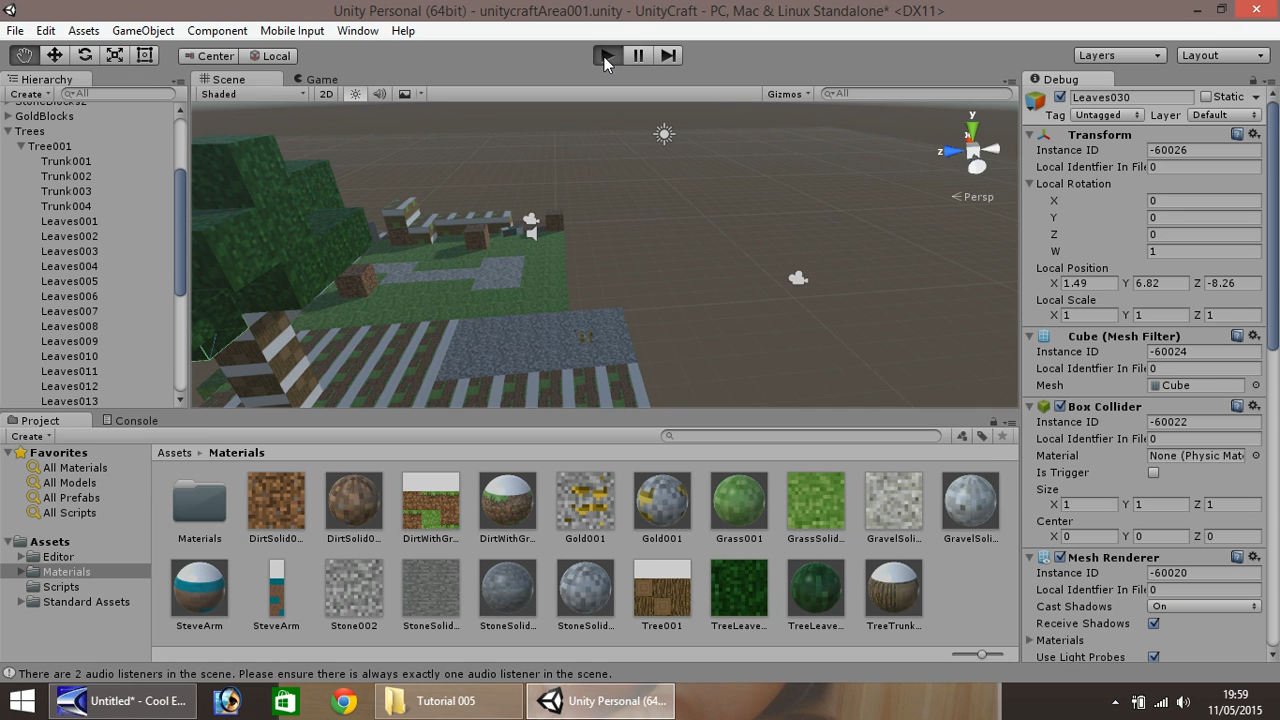 Unity Personal (64bit) - unitycraftArea001.unity - UnityCraft - PC, Mac & Linux Standalone* <DX11>
File Edit Assets GameObject Component Mobile Input Window Help
Center Local Layers Layout
Hierarchy
Create All
StoneBlocks2
GoldBlocks
Trees
Tree001
Trunk001
Trunk002
Trunk003
Trunk004
Leaves001
Leaves002
Leaves003
Leaves004
Leaves005
Leaves006
Leaves007
Leaves008
Leaves009
Leaves010
Leaves011
Leaves012
Leaves013
Scene Game
Shaded 2D Gizmos All
y
x
z
Persp
Debug
Leaves030 Static
Tag Untagged Layer Default
Transform
Instance ID -60026
Local Identfier In Fil 0
Local Rotation
X 0
Y 0
Z 0
W 1
Local Position
X 1.49 Y 6.82 Z -8.26
Local Scale
X 1 Y 1 Z 1
Cube (Mesh Filter)
Instance ID -60024
Local Identfier In Fil 0
Mesh Cube
Box Collider
Instance ID -60022
Local Identfier In Fil 0
Material None (Physic Mat
Is Trigger
Size
X 1 Y 1 Z 1
Center
X 0 Y 0 Z 0
Mesh Renderer
Instance ID -60020
Local Identfier In Fil 0
Cast Shadows On
Receive Shadows
Materials
Use Light Probes
Project Console
Create
Favorites
All Materials
All Models
All Prefabs
All Scripts
Assets
Editor
Materials
Scripts
Standard Assets
Assets Materials
Materials DirtSolid0... DirtSolid0... DirtWithGr... DirtWithGr... Gold001 Gold001 Grass001 GrassSolid... GravelSoli... GravelSoli...
SteveArm SteveArm Stone002 StoneSolid... StoneSolid... StoneSolid... Tree001 TreeLeave... TreeLeave... TreeTrunk...
There are 2 audio listeners in the scene. Please ensure there is always exactly one audio listener in the scene.
Untitled* - Cool E... Tutorial 005 Unity Personal (64...
19:59
11/05/2015